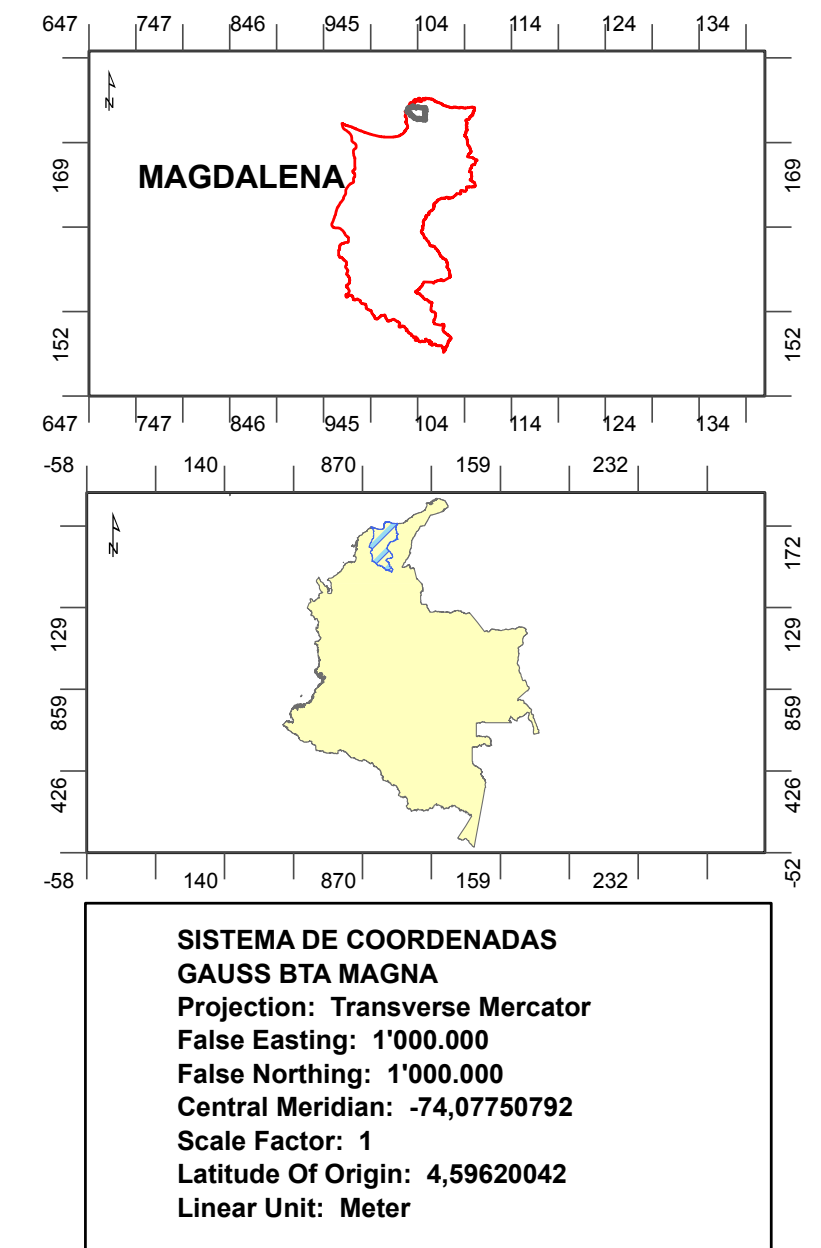 647 747 846 945 104 114 124 134
N
169 169
MAGDALENA
152 152
647 747 846 945 104 114 124 134
-58 140 870 159 232
N
172
129 129
859 859
426 426
-52
-58 140 870 159 232
SISTEMA DE COORDENADAS
GAUSS BTA MAGNA
Projection: Transverse Mercator
False Easting: 1'000.000
False Northing: 1'000.000
Central Meridian: -74,07750792
Scale Factor: 1
Latitude Of Origin: 4,59620042
Linear Unit: Meter